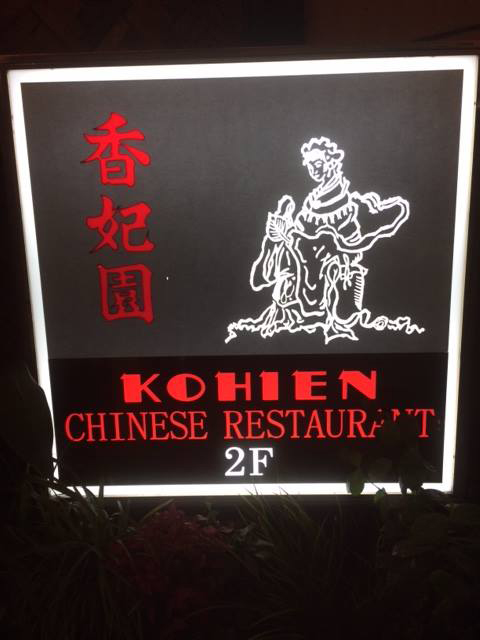 香妃園
KOHIEN
CHINESE RESTAURANT
2F